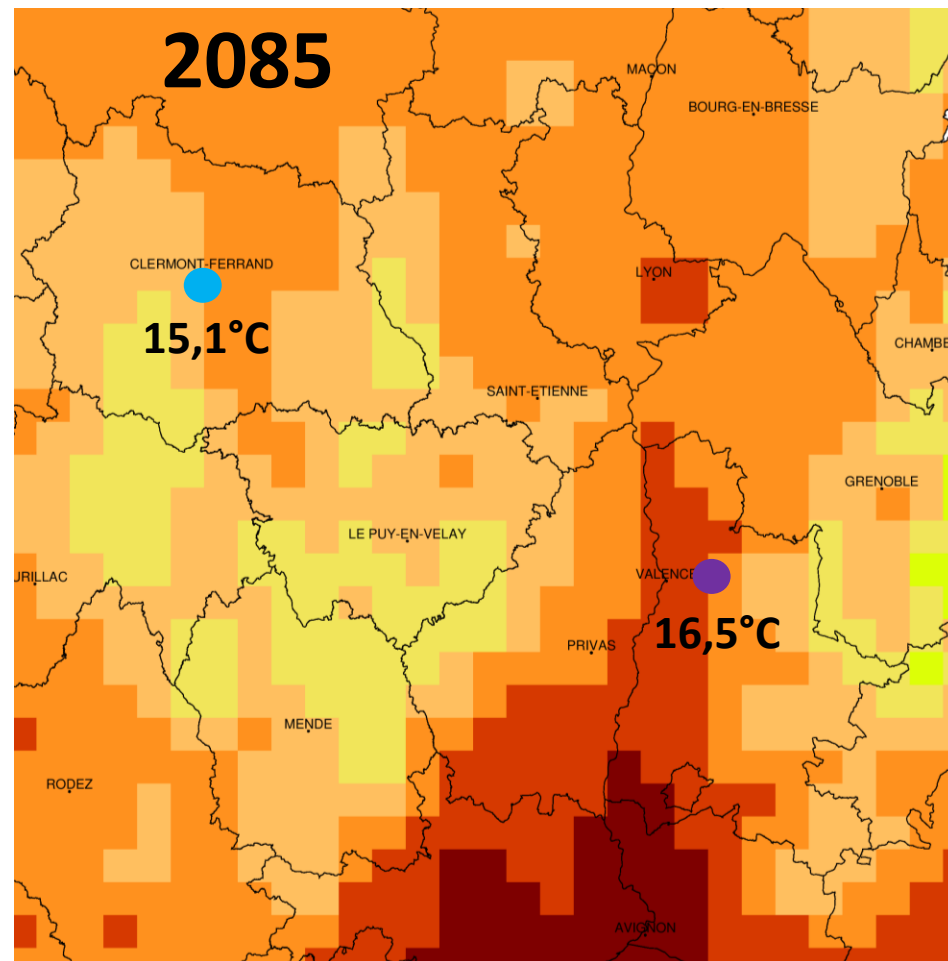 2085
MACON
BOURG-EN-BRESSE
CLERMONT-FERRAND
LYON
15,1°C
CHAMBE
SAINT-ETIENNE
GRENOBLE
LE PUY-EN-VELAY
URILLAC
VALENCE
16,5°C
PRIVAS
MENDE
RODEZ
AVIGNON